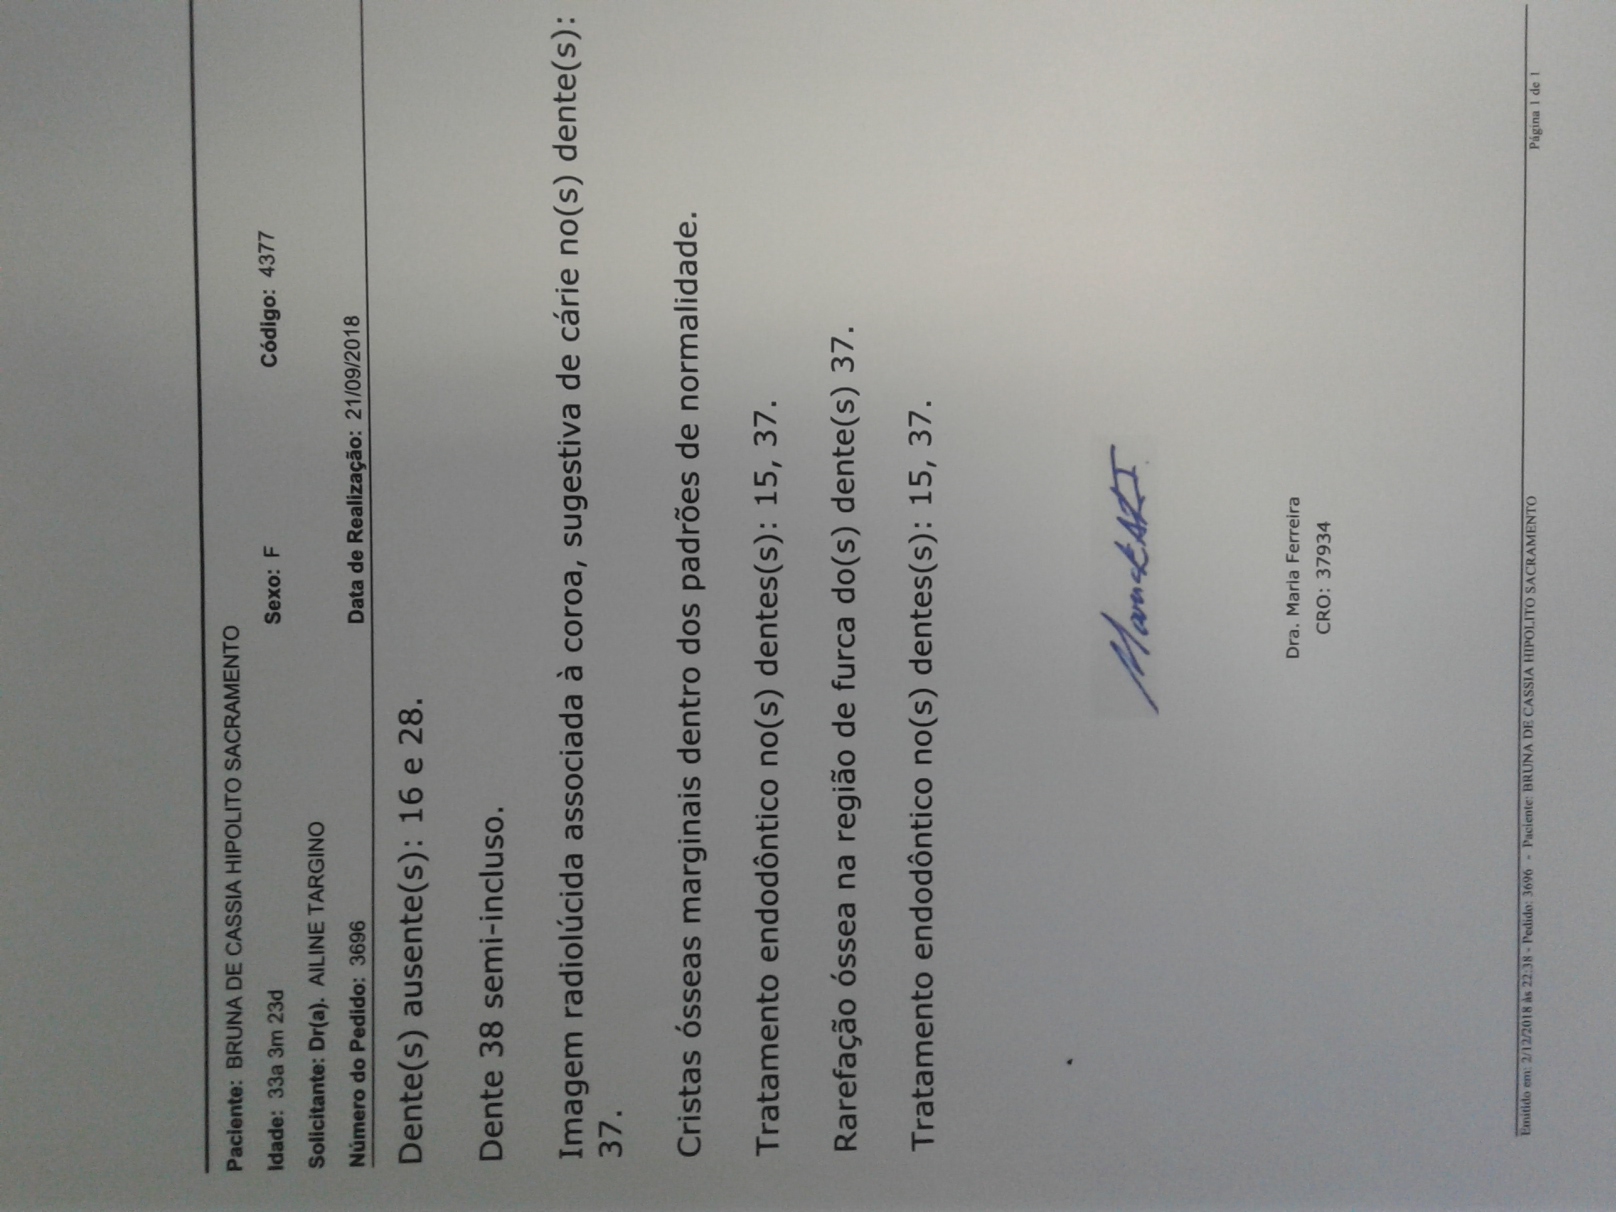 Paciente: BRUNA DE CASSIA HIPOLITO SACRAMENTO
Idade: 33a 3m 23d Sexo: F Código: 4377
Solicitante: Dr(a). AILINE TARGINO
Número do Pedido: 3696 Data de Realização: 21/09/2018
Dente(s) ausente(s): 16 e 28.
Dente 38 semi-incluso.
Imagem radiolúcida associada à coroa, sugestiva de cárie no(s) dente(s):
37.
Cristas ósseas marginais dentro dos padrões de normalidade.
Tratamento endodôntico no(s) dentes(s): 15, 37.
Rarefação óssea na região de furca do(s) dente(s) 37.
Tratamento endodôntico no(s) dentes(s): 15, 37.
Dra. Maria Ferreira
CRO: 37934
Emitido em: 2/12/2018 às 22:38 - Pedido: 3696 - Paciente: BRUNA DE CASSIA HIPOLITO SACRAMENTO Página 1 de 1